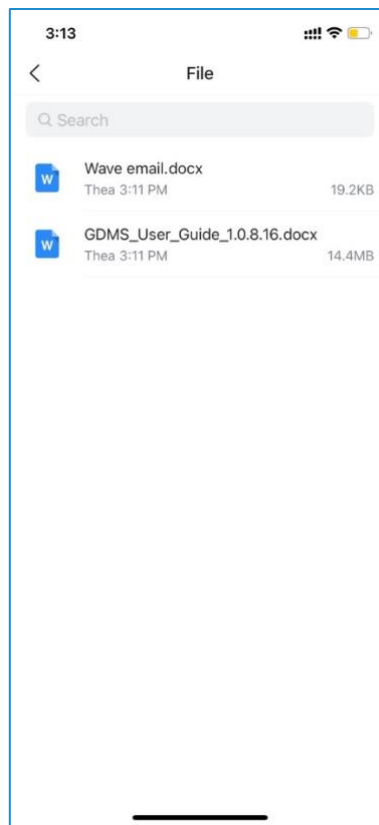 3:13
File
Search
W
Wave email.docx
Thea 3:11 PM 19.2KB
W
GDMS_User_Guide_1.0.8.16.docx
Thea 3:11 PM 14.4MB